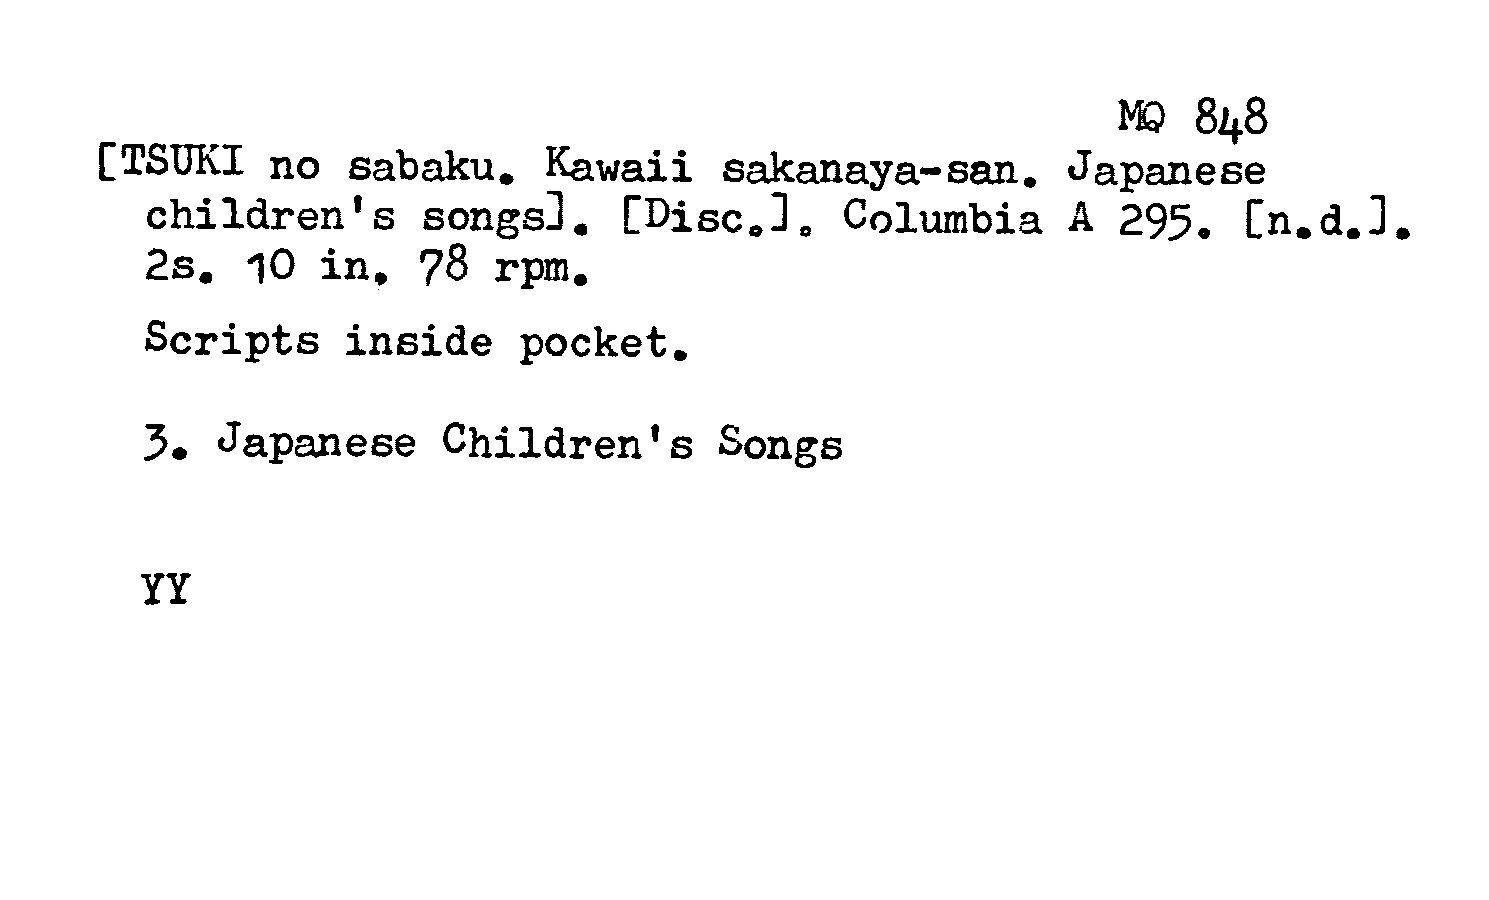 MQ 848
[TSUKI no sabaku. Kawaii sakanaya-san. Japanese
children's songs]. [Disc.]. Columbia A 295. [n.d.].
2s. 10 in. 78 rpm.
Scripts inside pocket.
3. Japanese Children's Songs
YY